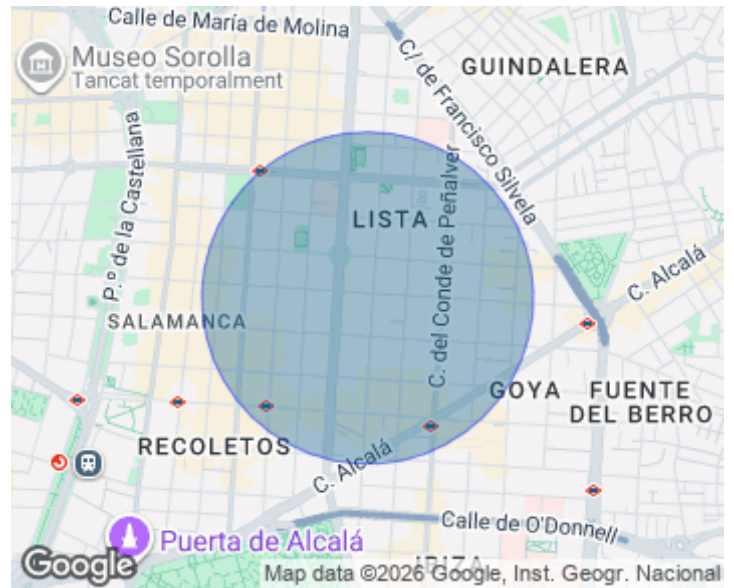 Calle de María de Molina
Museo Sorolla
Tancat temporalment
C/ de Francisco Silvela
GUINDALERA
P.º de la Castellana
LISTA
C. del Conde de Peñalver
C. Alcalá
SALAMANCA
GOYA
FUENTE
DEL BERRO
RECOLETOS
C. Alcalá
Calle de O'Donnell
Puerta de Alcalá
IBIZA
Google
Map data ©2026 Google, Inst. Geogr. Nacional